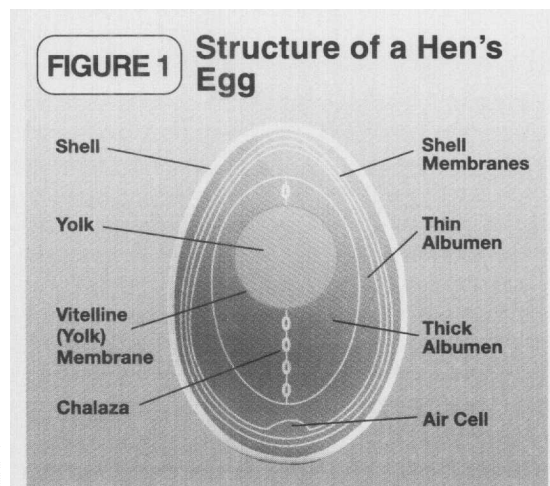 FIGURE 1
Structure of a Hen's
Egg
Shell
Shell
Membranes
Yolk
Thin
Albumen
Vitelline
(Yolk)
Membrane
Thick
Albumen
Chalaza
Air Cell